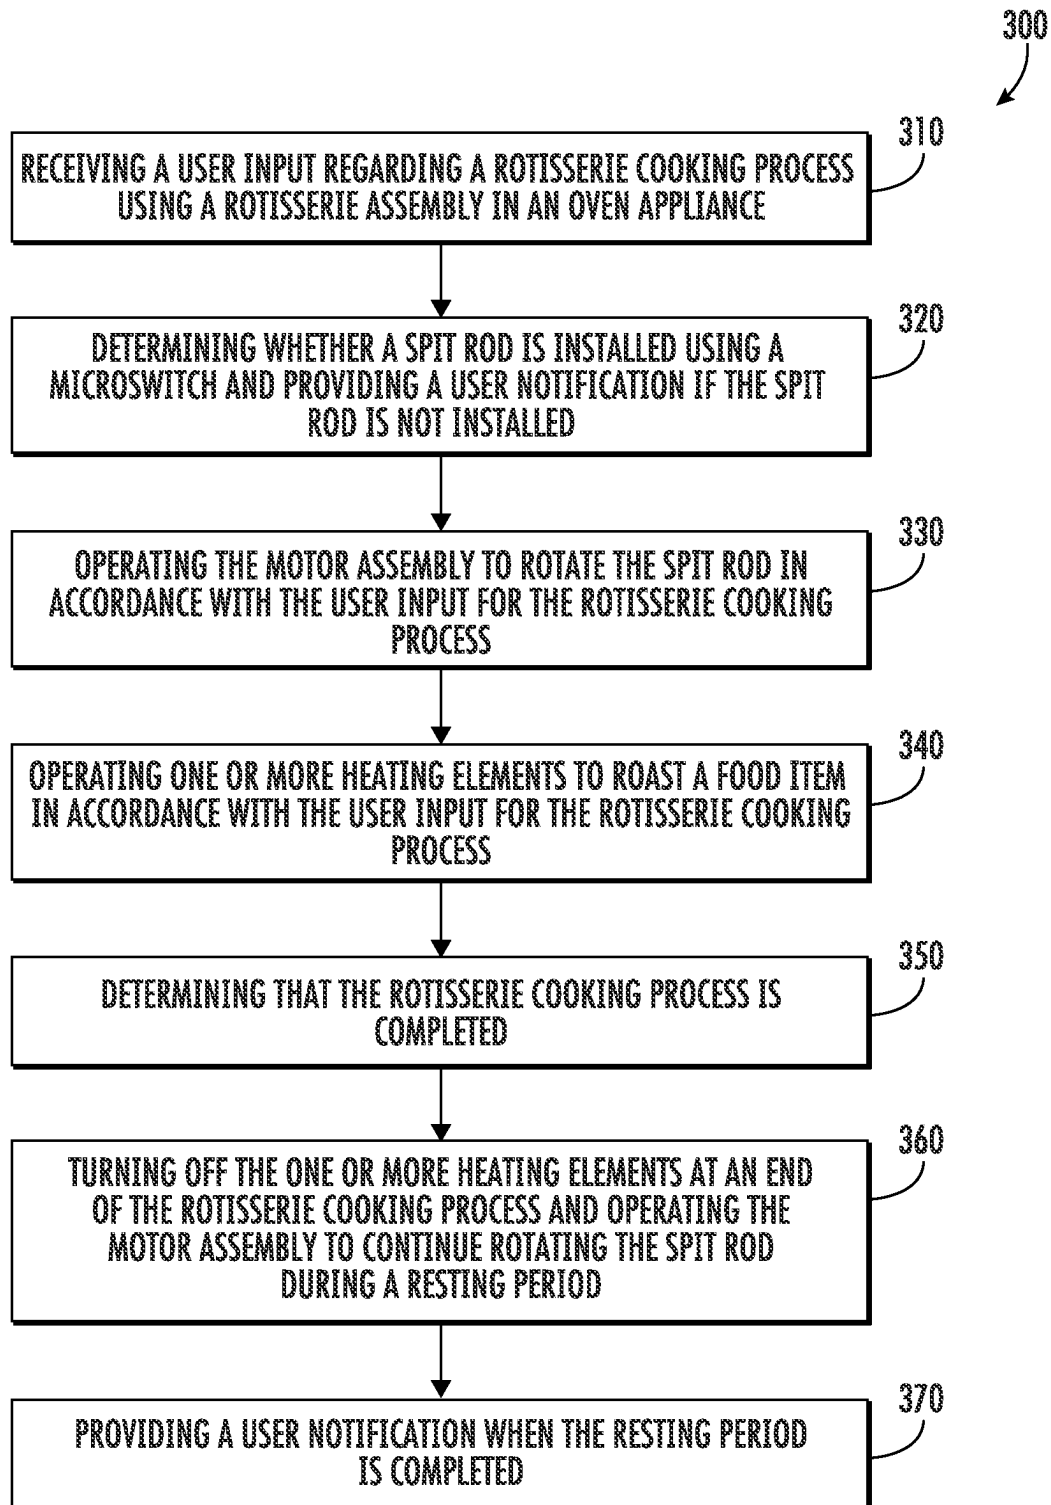 300
310
RECEIVING A USER INPUT REGARDING A ROTISSERIE COOKING PROCESS
USING A ROTISSERIE ASSEMBLY IN AN OVEN APPLIANCE
320
DETERMINING WHETHER A SPIT ROD IS INSTALLED USING A
MICROSWITCH AND PROVIDING A USER NOTIFICATION IF THE SPIT
ROD IS NOT INSTALLED
330
OPERATING THE MOTOR ASSEMBLY TO ROTATE THE SPIT ROD IN
ACCORDANCE WITH THE USER INPUT FOR THE ROTISSERIE COOKING
PROCESS
340
OPERATING ONE OR MORE HEATING ELEMENTS TO ROAST A FOOD ITEM
IN ACCORDANCE WITH THE USER INPUT FOR THE ROTISSERIE COOKING
PROCESS
350
DETERMINING THAT THE ROTISSERIE COOKING PROCESS IS
COMPLETED
360
TURNING OFF THE ONE OR MORE HEATING ELEMENTS AT AN END
OF THE ROTISSERIE COOKING PROCESS AND OPERATING THE
MOTOR ASSEMBLY TO CONTINUE ROTATING THE SPIT ROD
DURING A RESTING PERIOD
370
PROVIDING A USER NOTIFICATION WHEN THE RESTING PERIOD
IS COMPLETED